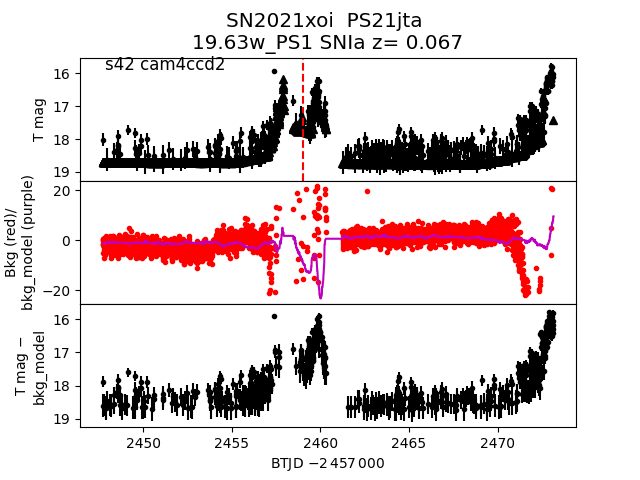 SN2021xoi  PS21jta
19.63w_PS1 SNIa z= 0.067
s42 cam4ccd2
16
17
18
19
T mag
20
0
−20
Bkg (red)/
bkg_model (purple)
16
17
18
19
T mag −
bkg_model
2450
2455
2460
2465
2470
BTJD −2 457 000